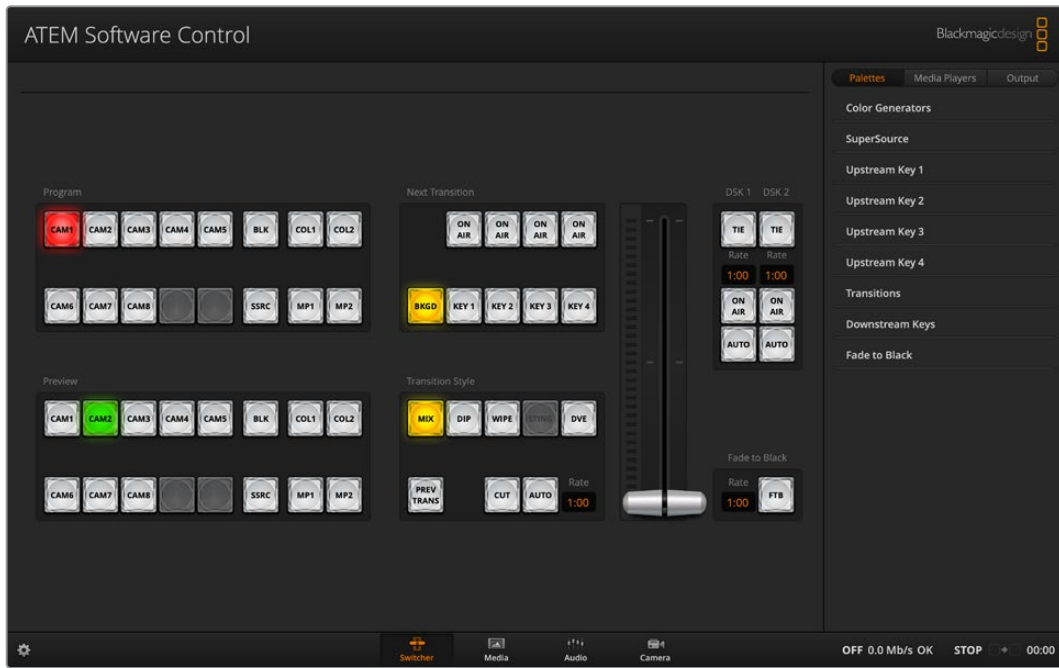 ATEM Software Control
Blackmagicdesign
Palettes Media Players Output
Color Generators
SuperSource
Upstream Key 1
Upstream Key 2
Upstream Key 3
Upstream Key 4
Transitions
Downstream Keys
Fade to Black
Program
CAM1 CAM2 CAM3 CAM4 CAM5 BLK COL1 COL2
CAM6 CAM7 CAM8 SSRC MP1 MP2
Next Transition
ON AIR ON AIR ON AIR ON AIR
BKGD KEY 1 KEY 2 KEY 3 KEY 4
DSK 1 DSK 2
TIE TIE
Rate Rate
1:00 1:00
ON AIR ON AIR
AUTO AUTO
Preview
CAM1 CAM2 CAM3 CAM4 CAM5 BLK COL1 COL2
CAM6 CAM7 CAM8 SSRC MP1 MP2
Transition Style
MIX DIP WIPE STING DVE
PREV TRANS CUT AUTO Rate
1:00
Fade to Black
Rate
1:00 FTB
Switcher Media Audio Camera
OFF 0.0 Mb/s OK STOP 00:00